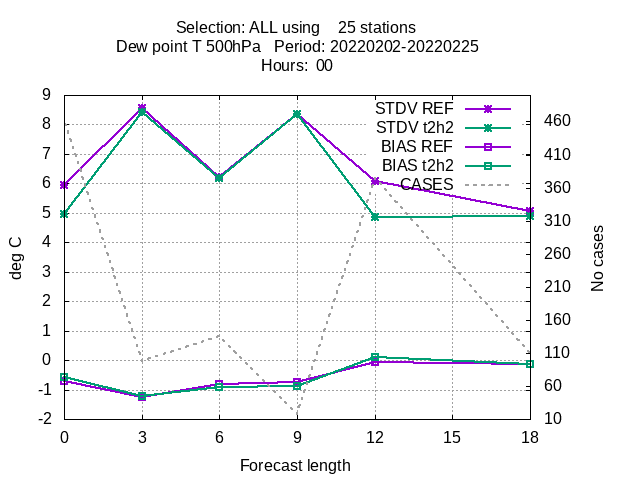 Selection: ALL using    25 stations
Dew point T 500hPa   Period: 20220202-20220225
Hours:  00
STDV REF
STDV t2h2
BIAS REF
BIAS t2h2
CASES
9
8
7
6
5
4
3
2
1
0
-1
-2
deg C
460
410
360
310
260
210
160
110
60
10
No cases
0 3 6 9 12 15 18
Forecast length